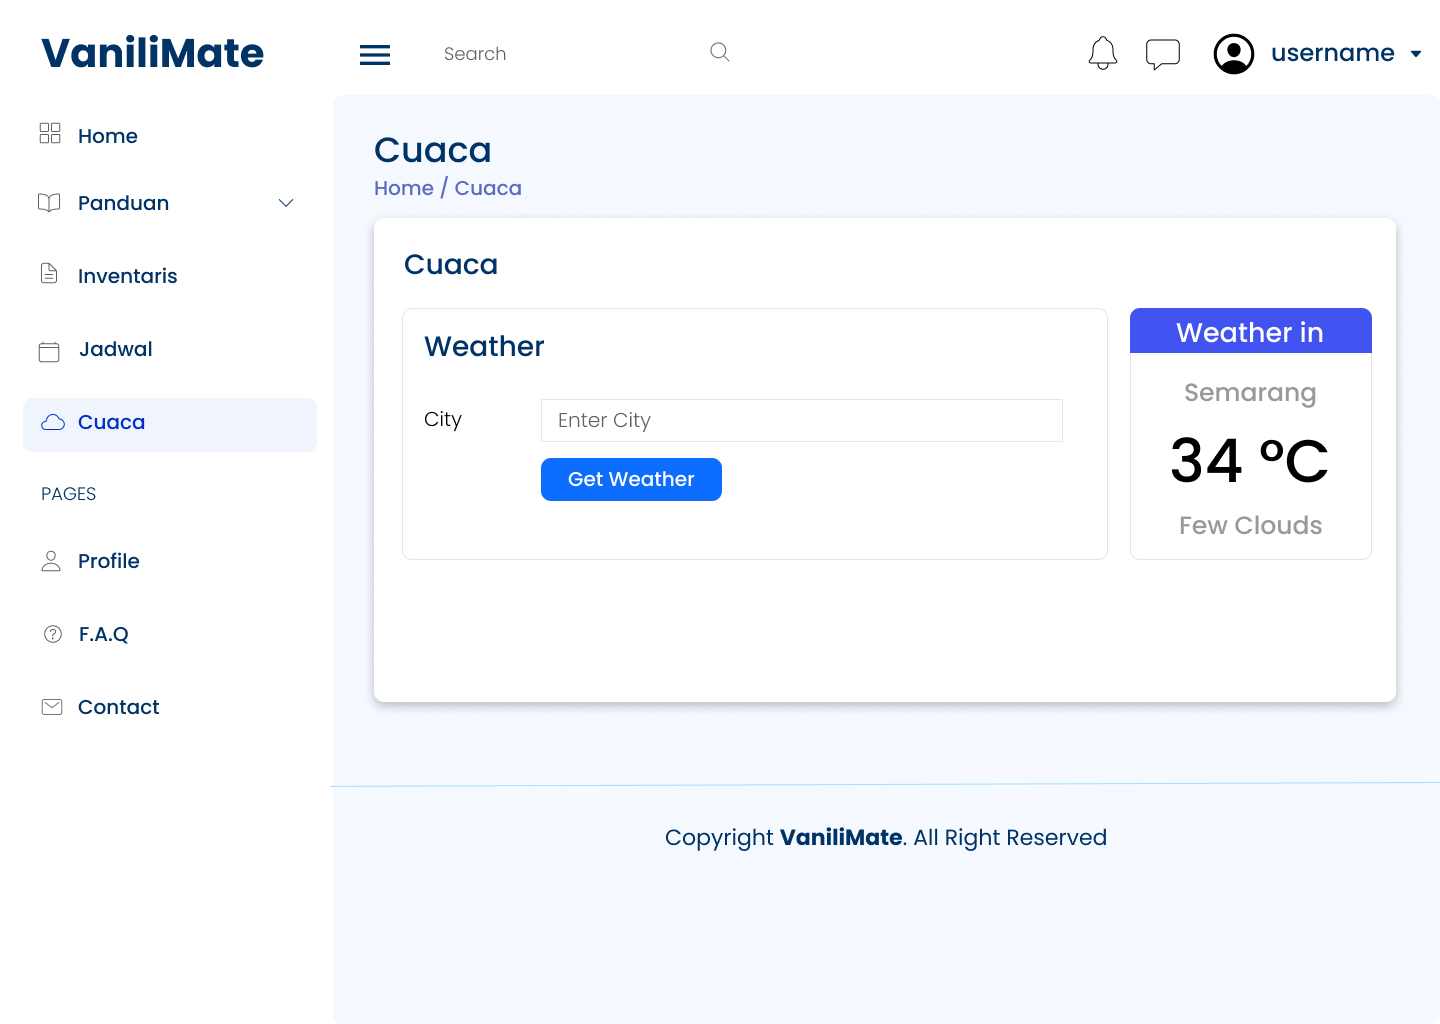 VaniliMate
Search
username
Home
Panduan
Inventaris
Jadwal
Cuaca
PAGES
Profile
F.A.Q
Contact
Cuaca
Home / Cuaca
Cuaca
Weather
City
Enter City
Get Weather
Weather in
Semarang
34 °C
Few Clouds
Copyright VaniliMate. All Right Reserved